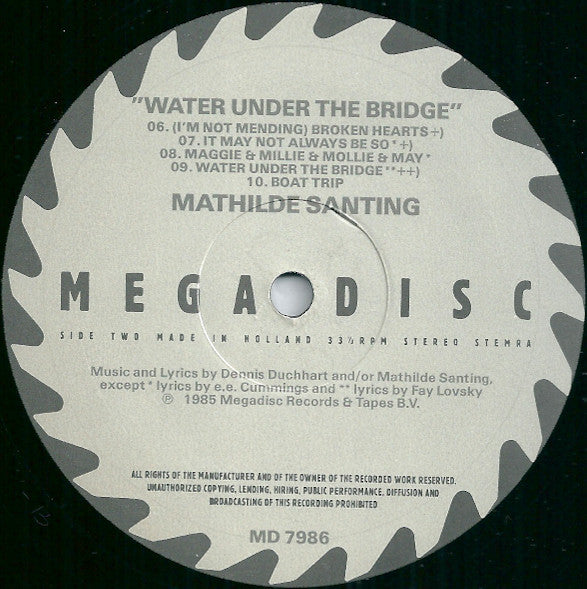 "WATER UNDER THE BRIDGE"
06. (I'M NOT MENDING) BROKEN HEARTS+)
07. IT MAY NOT ALWAYS BE SO*+)
08. MAGGIE & MILLIE & MOLLIE & MAY*
09. WATER UNDER THE BRIDGE**++)
10. BOAT TRIP
MATHILDE SANTING
MEGADISC
SIDE TWO MADE IN HOLLAND 33⅓RPM STEREO STEMRA
Music and Lyrics by Dennis Duchhart and/or Mathilde Santing,
except * lyrics by e.e. Cummings and ** lyrics by Fay Lovsky
℗ 1985 Megadisc Records & Tapes B.V.
ALL RIGHTS OF THE MANUFACTURER AND OF THE OWNER OF THE RECORDED WORK RESERVED.
UNAUTHORIZED COPYING, LENDING, HIRING, PUBLIC PERFORMANCE, DIFFUSION AND
BROADCASTING OF THIS RECORDING PROHIBITED
MD 7986